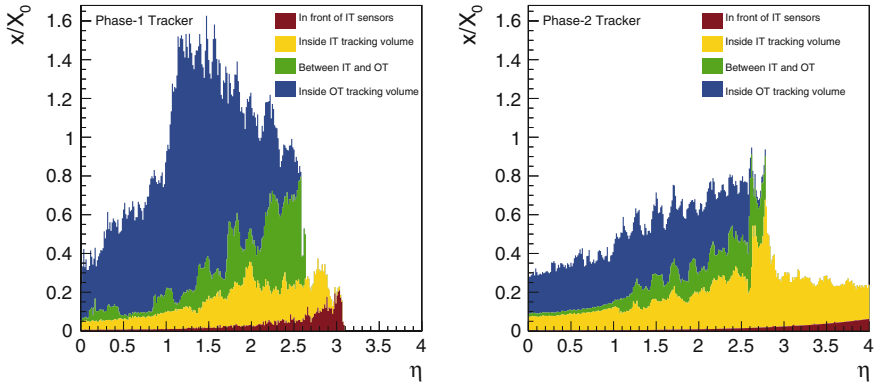 x/X0
1.6
1.4
1.2
1
0.8
0.6
0.4
0.2
0
Phase-1 Tracker
In front of IT sensors
Inside IT tracking volume
Between IT and OT
Inside OT tracking volume
0 0.5 1 1.5 2 2.5 3 3.5 4
η
x/X0
1.6
1.4
1.2
1
0.8
0.6
0.4
0.2
0
Phase-2 Tracker
In front of IT sensors
Inside IT tracking volume
Between IT and OT
Inside OT tracking volume
0 0.5 1 1.5 2 2.5 3 3.5 4
η